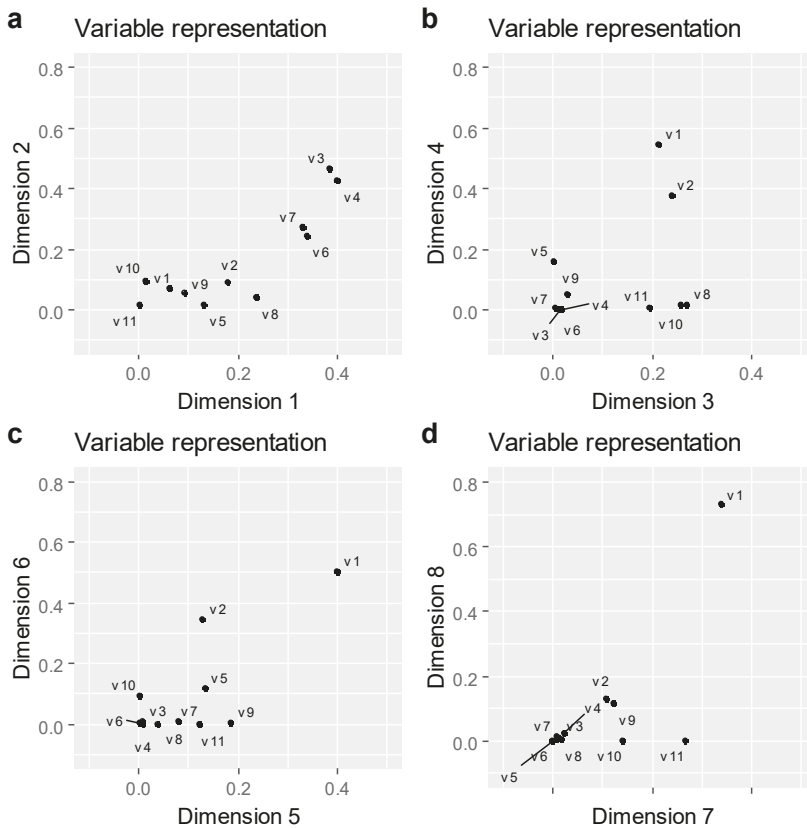 a
Variable representation
0.8
0.6
0.4
0.2
0.0
Dimension 2
v3
v4
v7
v6
v10
v1
v9
v2
v11
v5
v8
0.0 0.2 0.4
Dimension 1
b
Variable representation
0.8
0.6
0.4
0.2
0.0
Dimension 4
v1
v2
v5
v9
v7
v4
v11
v8
v3
v6
v10
0.0 0.2 0.4
Dimension 3
c
Variable representation
0.8
0.6
0.4
0.2
0.0
Dimension 6
v1
v2
v5
v10
v3
v7
v9
v6
v4
v8
v11
0.0 0.2 0.4
Dimension 5
d
Variable representation
0.8
0.6
0.4
0.2
0.0
Dimension 8
v1
v2
v4
v7
v3
v9
v6
v8
v10
v11
v5
Dimension 7